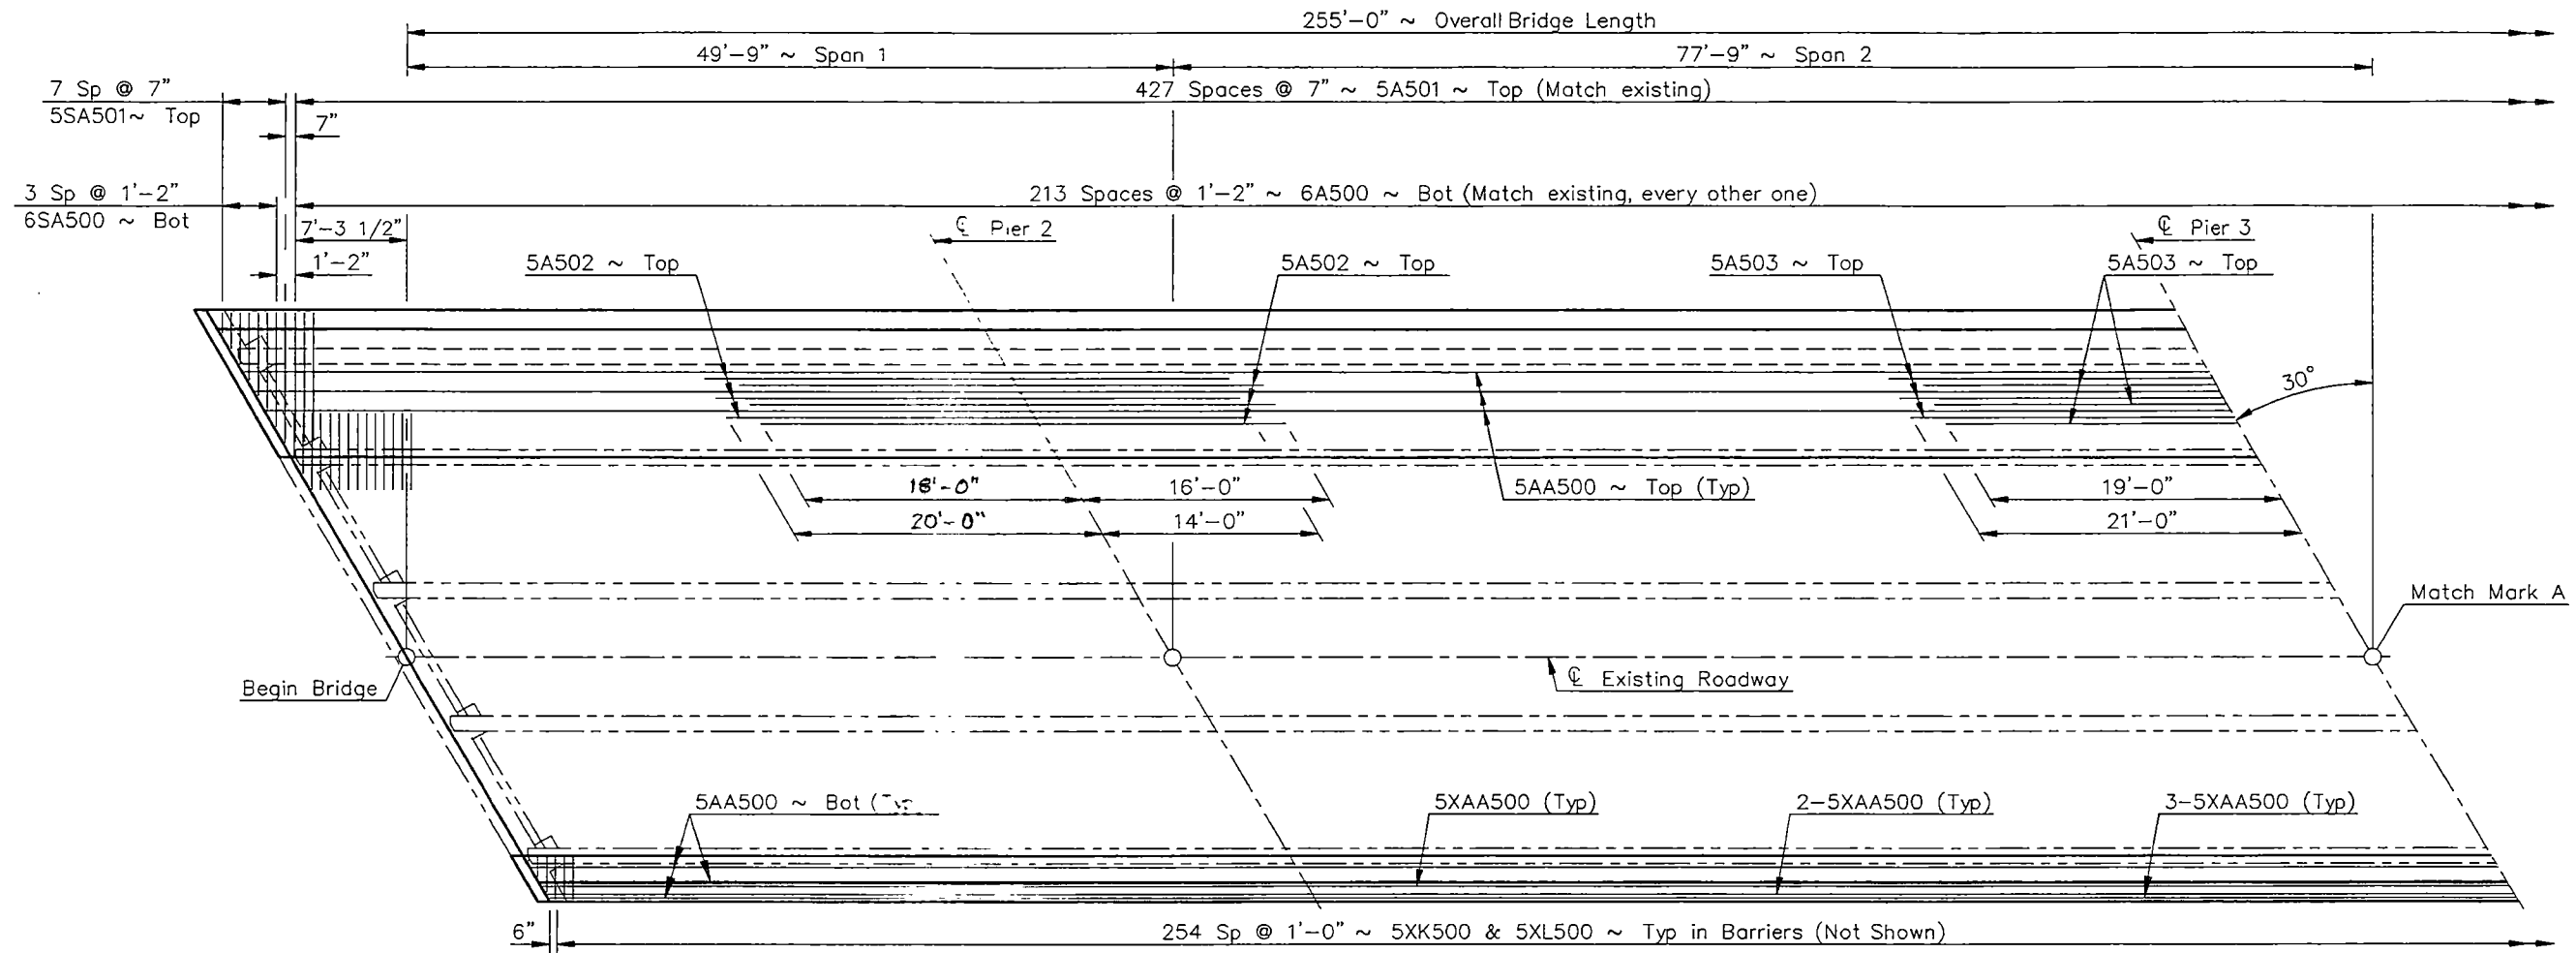 255'-0" ~ Overall Bridge Length
49'-9" ~ Span 1
77'-9" ~ Span 2
7 Sp @ 7"
5SA501~ Top
427 Spaces @ 7" ~ 5A501 ~ Top (Match existing)
7"
3 Sp @ 1'-2"
6SA500 ~ Bot
213 Spaces @ 1'-2" ~ 6A500 ~ Bot (Match existing, every other one)
7'-3 1/2"
℄ Pier 2
℄ Pier 3
1'-2"
5A502 ~ Top
5A502 ~ Top
5A503 ~ Top
5A503 ~ Top
30°
18'-0"
16'-0"
5AA500 ~ Top (Typ)
19'-0"
20'-0"
14'-0"
21'-0"
Match Mark A
Begin Bridge
℄ Existing Roadway
5AA500 ~ Bot
5XAA500 (Typ)
2-5XAA500 (Typ)
3-5XAA500 (Typ)
6"
254 Sp @ 1'-0" ~ 5XK500 & 5XL500 ~ Typ in Barriers (Not Shown)